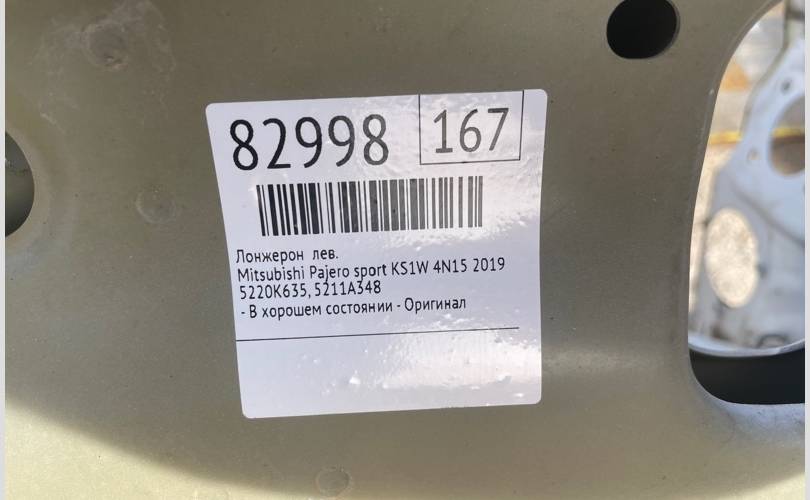 82998 167
Лонжерон лев.
Mitsubishi Pajero sport KS1W 4N15 2019
5220K635, 5211A348
- В хорошем состоянии - Оригинал